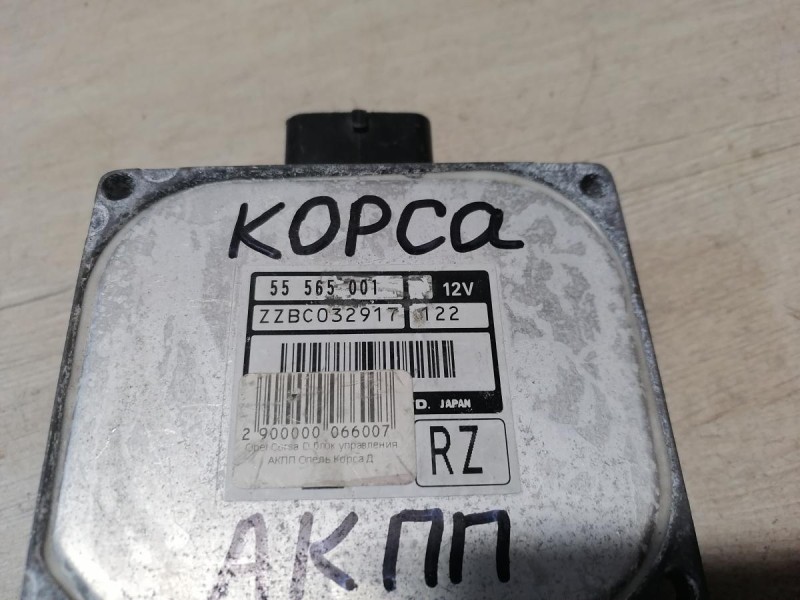 КОРСа
55 565 001 12V
ZZBC032917 122
TD. JAPAN
2 900000 066007
Opel Corsa D блок управления
АКПП Опель Корса Д
RZ
АКПП